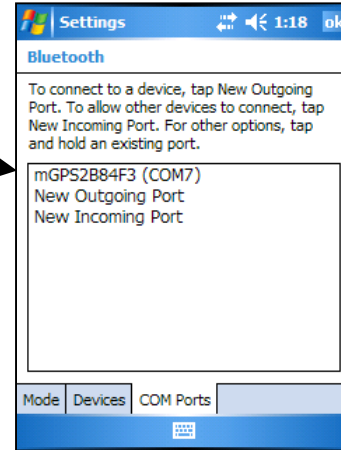 Settings 1:18 ok
Bluetooth
To connect to a device, tap New Outgoing
Port. To allow other devices to connect, tap
New Incoming Port. For other options, tap
and hold an existing port.
mGPS2B84F3 (COM7)
New Outgoing Port
New Incoming Port
Mode Devices COM Ports